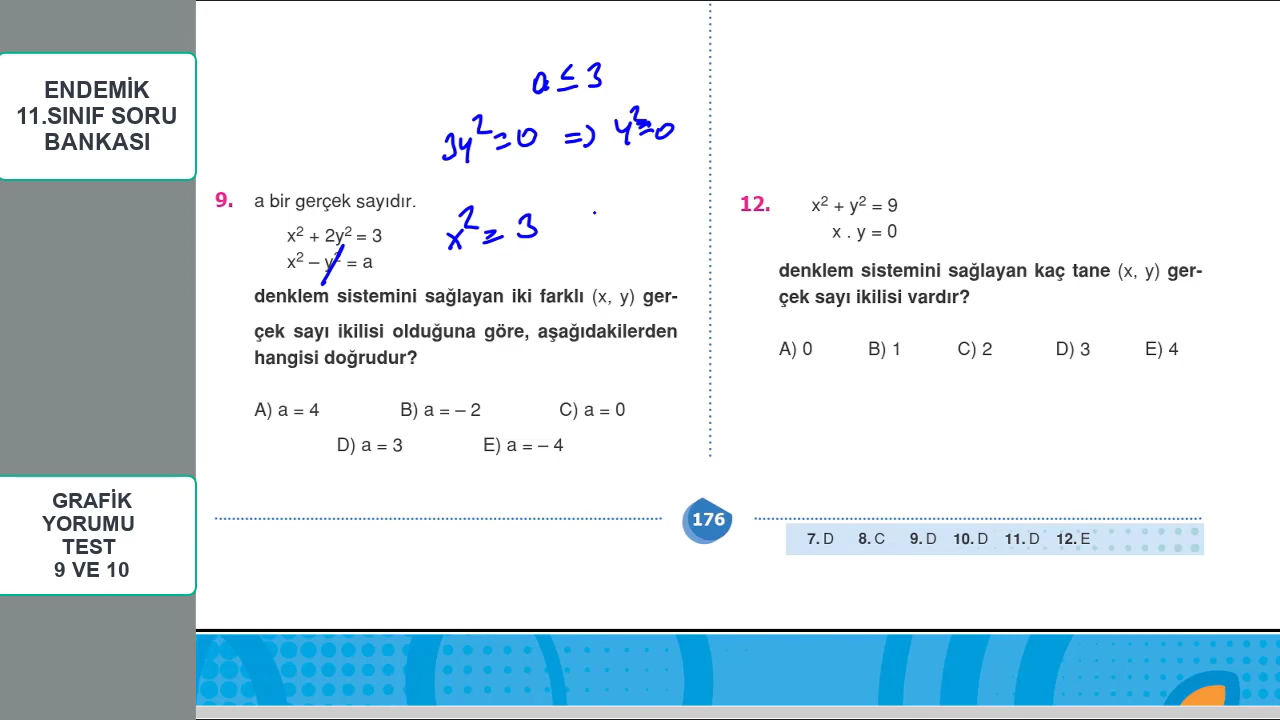 ENDEMİK
11.SINIF SORU
BANKASI
GRAFİK
YORUMU
TEST
9 VE 10
a ≤ 3
3y² = 0 ⇒ y² = 0
x² = 3
9. a bir gerçek sayıdır.
x² + 2y² = 3
x² – y² = a
denklem sistemini sağlayan iki farklı (x, y) ger-
çek sayı ikilisi olduğuna göre, aşağıdakilerden
hangisi doğrudur?
A) a = 4 B) a = – 2 C) a = 0
D) a = 3 E) a = – 4
12. x² + y² = 9
x . y = 0
denklem sistemini sağlayan kaç tane (x, y) ger-
çek sayı ikilisi vardır?
A) 0 B) 1 C) 2 D) 3 E) 4
176
7. D 8. C 9. D 10. D 11. D 12. E